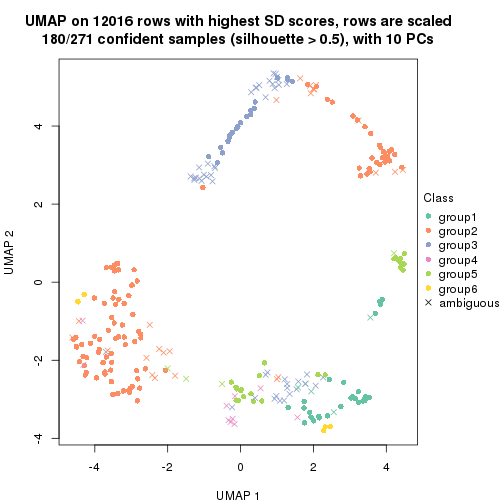 UMAP on 12016 rows with highest SD scores, rows are scaled
180/271 confident samples (silhouette > 0.5), with 10 PCs
UMAP 2
4
2
0
-2
-4
-4
-2
0
2
4
UMAP 1
Class
group1
group2
group3
group4
group5
group6
ambiguous